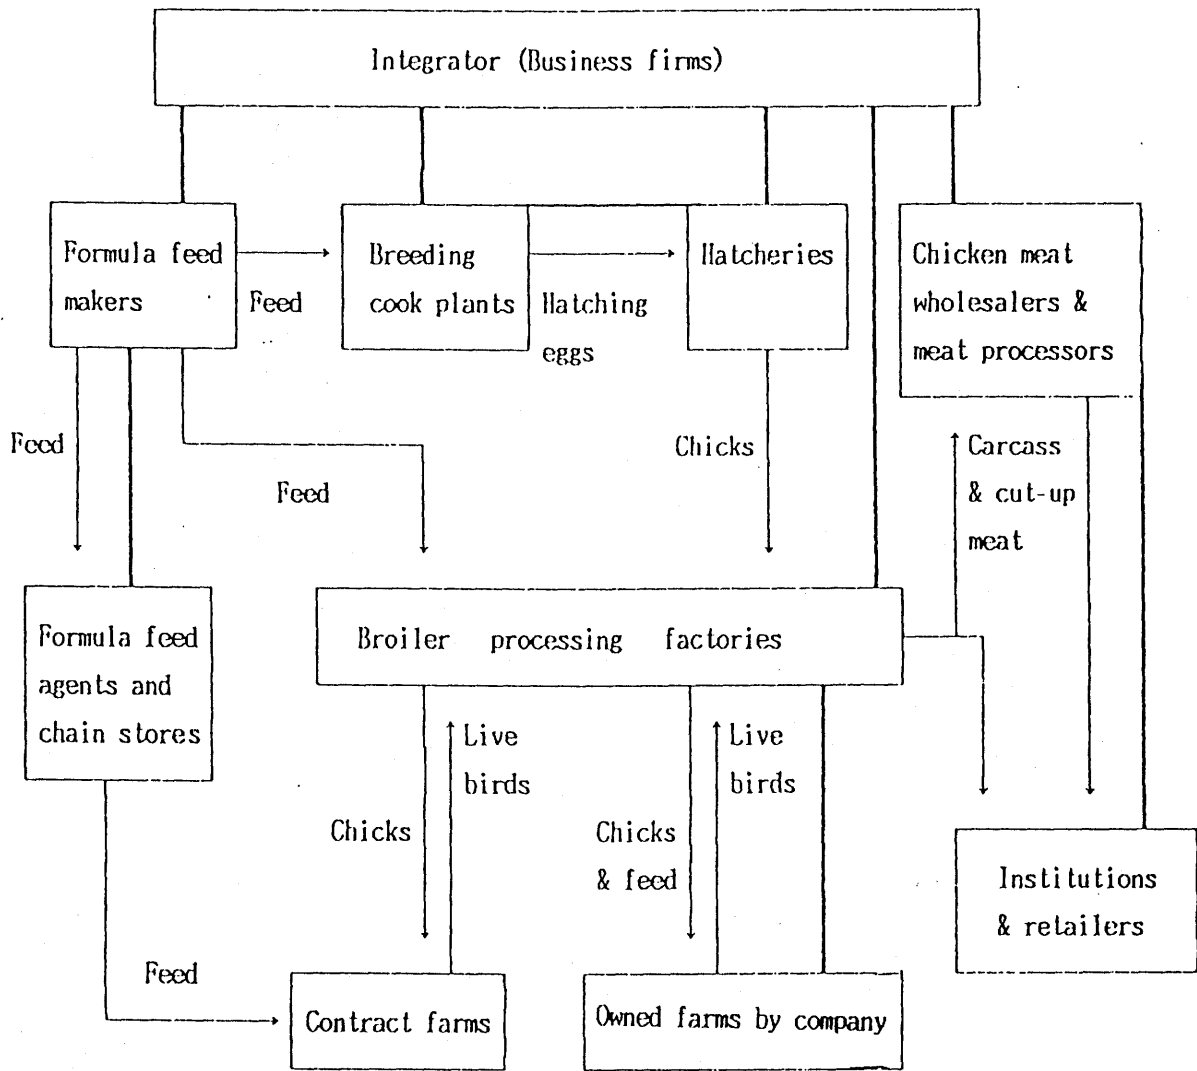 Integrator (Business firms)
Formula feed
makers
Feed
Breeding
cook plants
Hatching
eggs
Hatcheries
Chicken meat
wholesalers &
meat processors
Feed
Feed
Chicks
Carcass
& cut-up
meat
Formula feed
agents and
chain stores
Broiler processing factories
Live
birds
Live
birds
Chicks
Chicks
& feed
Institutions
& retailers
Feed
Contract farms
Owned farms by company